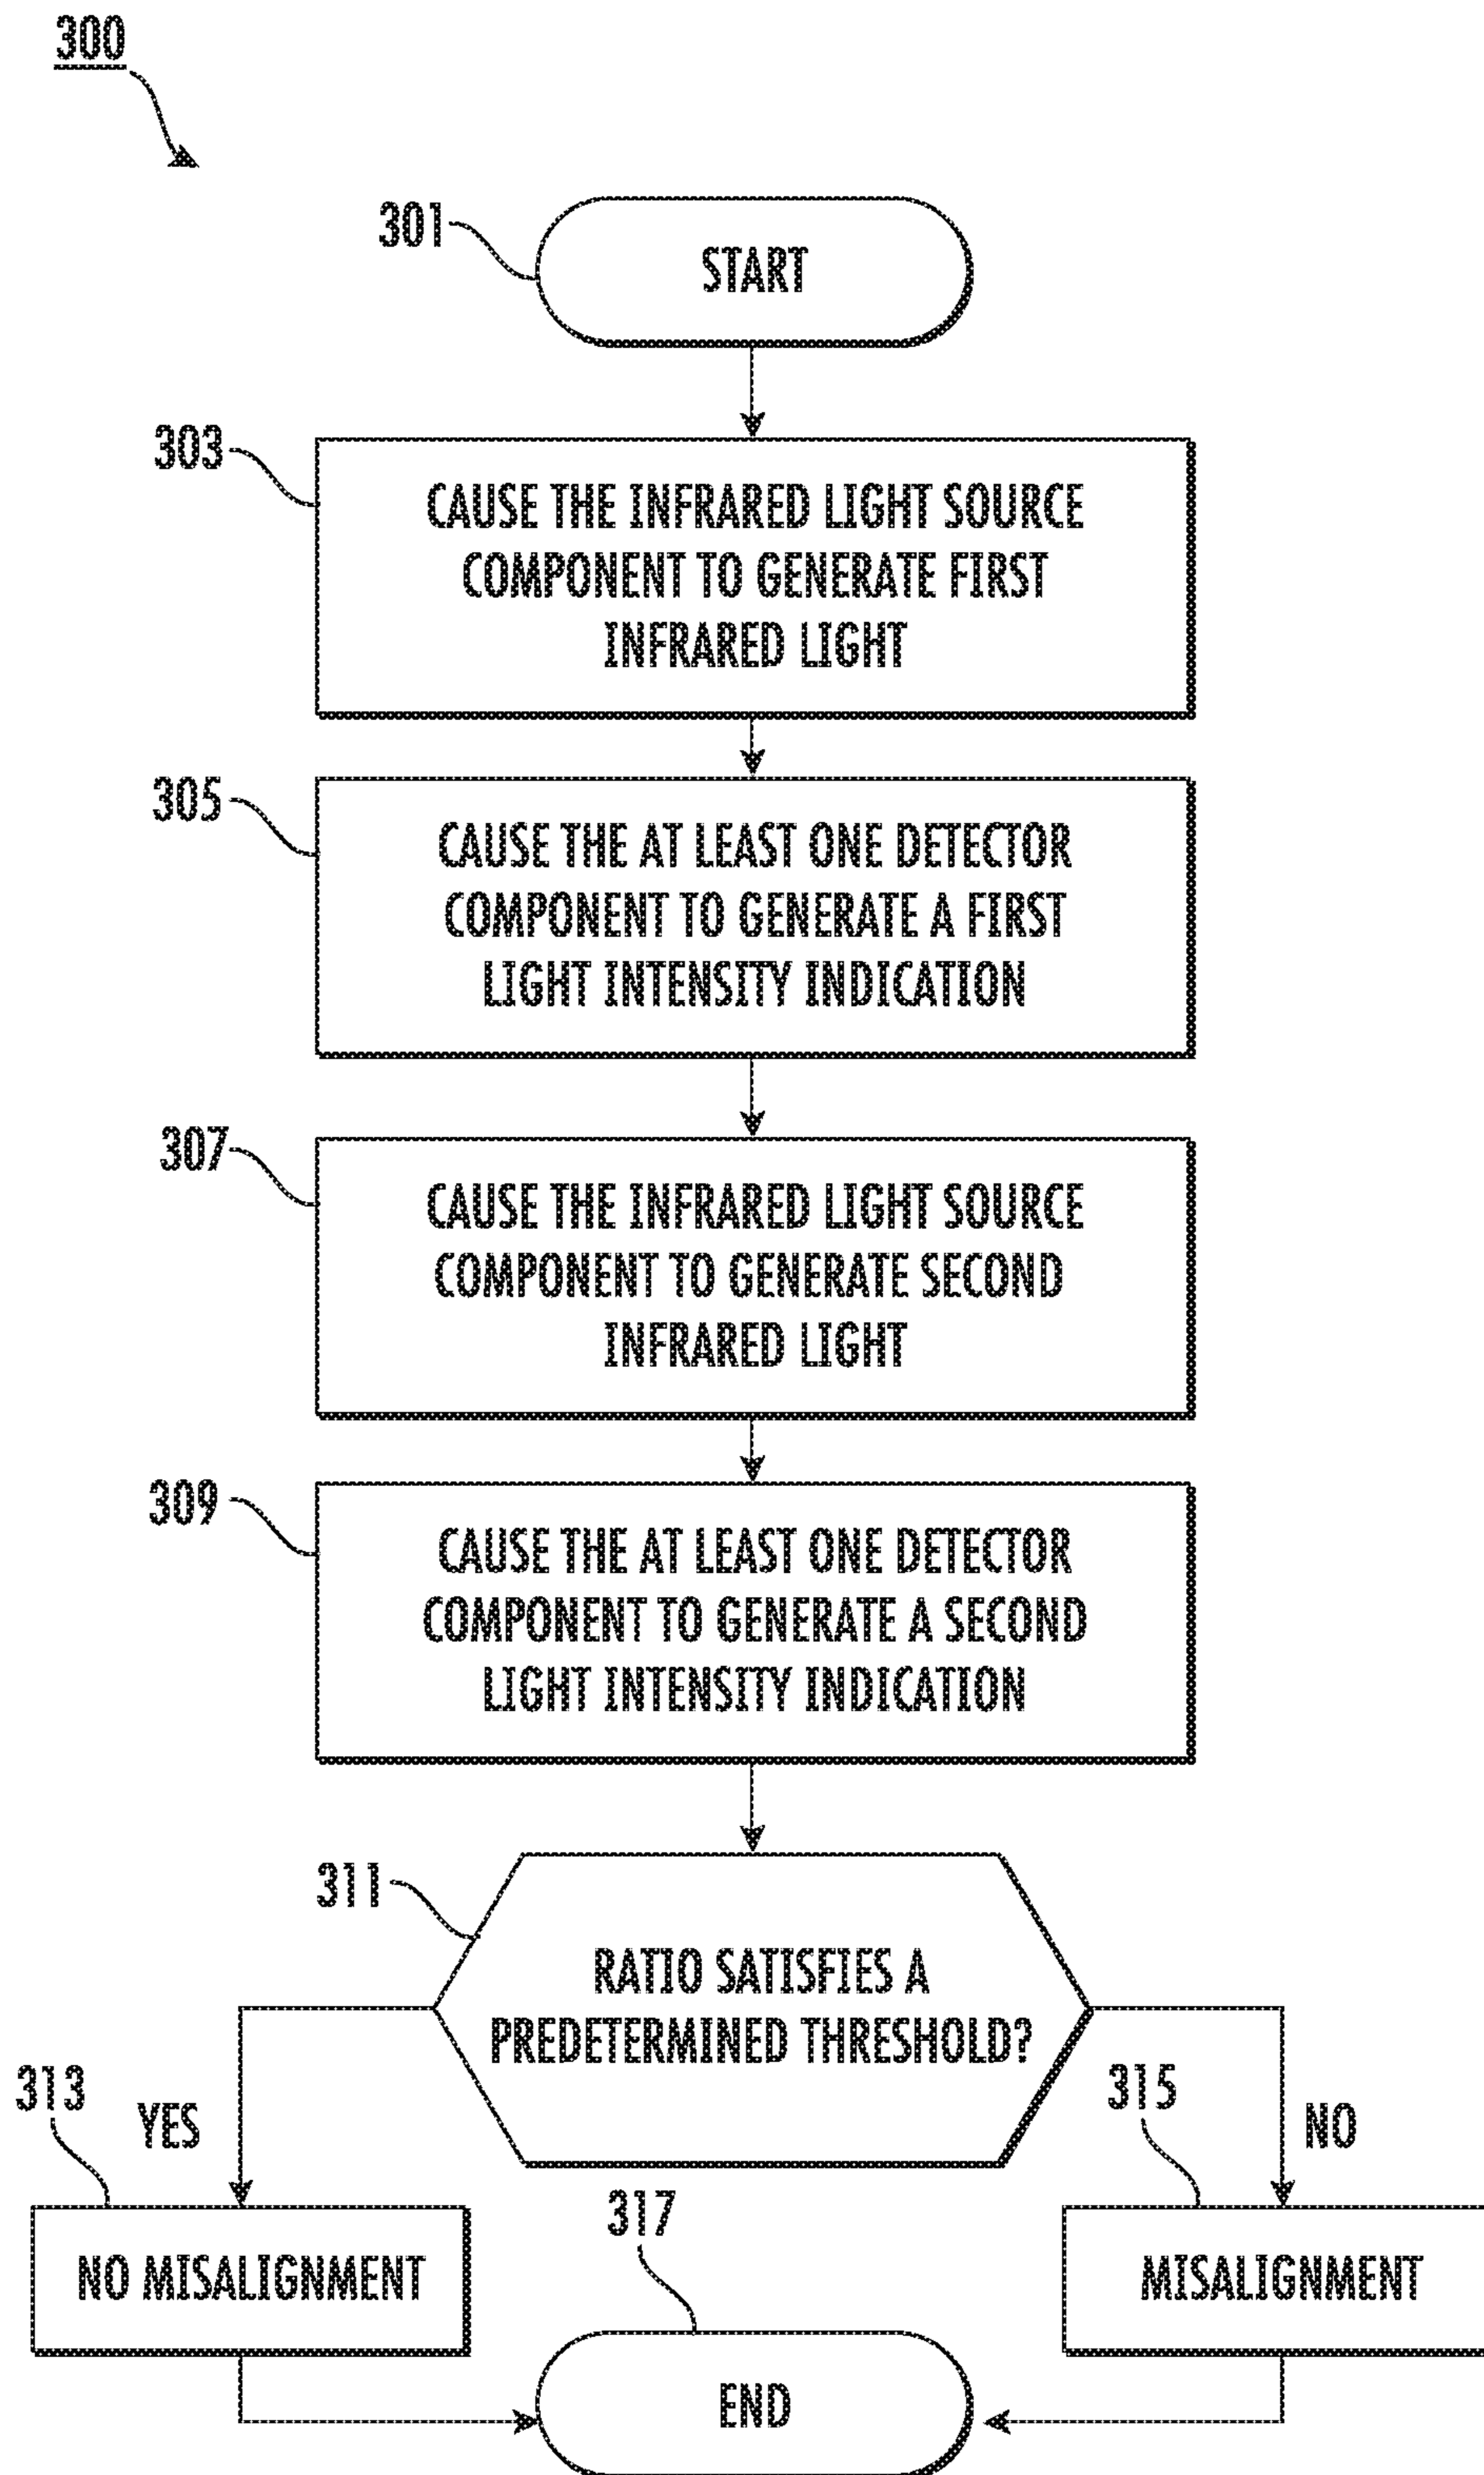 300
301
START
303
CAUSE THE INFRARED LIGHT SOURCE
COMPONENT TO GENERATE FIRST
INFRARED LIGHT
305
CAUSE THE AT LEAST ONE DETECTOR
COMPONENT TO GENERATE A FIRST
LIGHT INTENSITY INDICATION
307
CAUSE THE INFRARED LIGHT SOURCE
COMPONENT TO GENERATE SECOND
INFRARED LIGHT
309
CAUSE THE AT LEAST ONE DETECTOR
COMPONENT TO GENERATE A SECOND
LIGHT INTENSITY INDICATION
311
RATIO SATISFIES A
PREDETERMINED THRESHOLD?
313
YES
315
NO
NO MISALIGNMENT
317
MISALIGNMENT
END